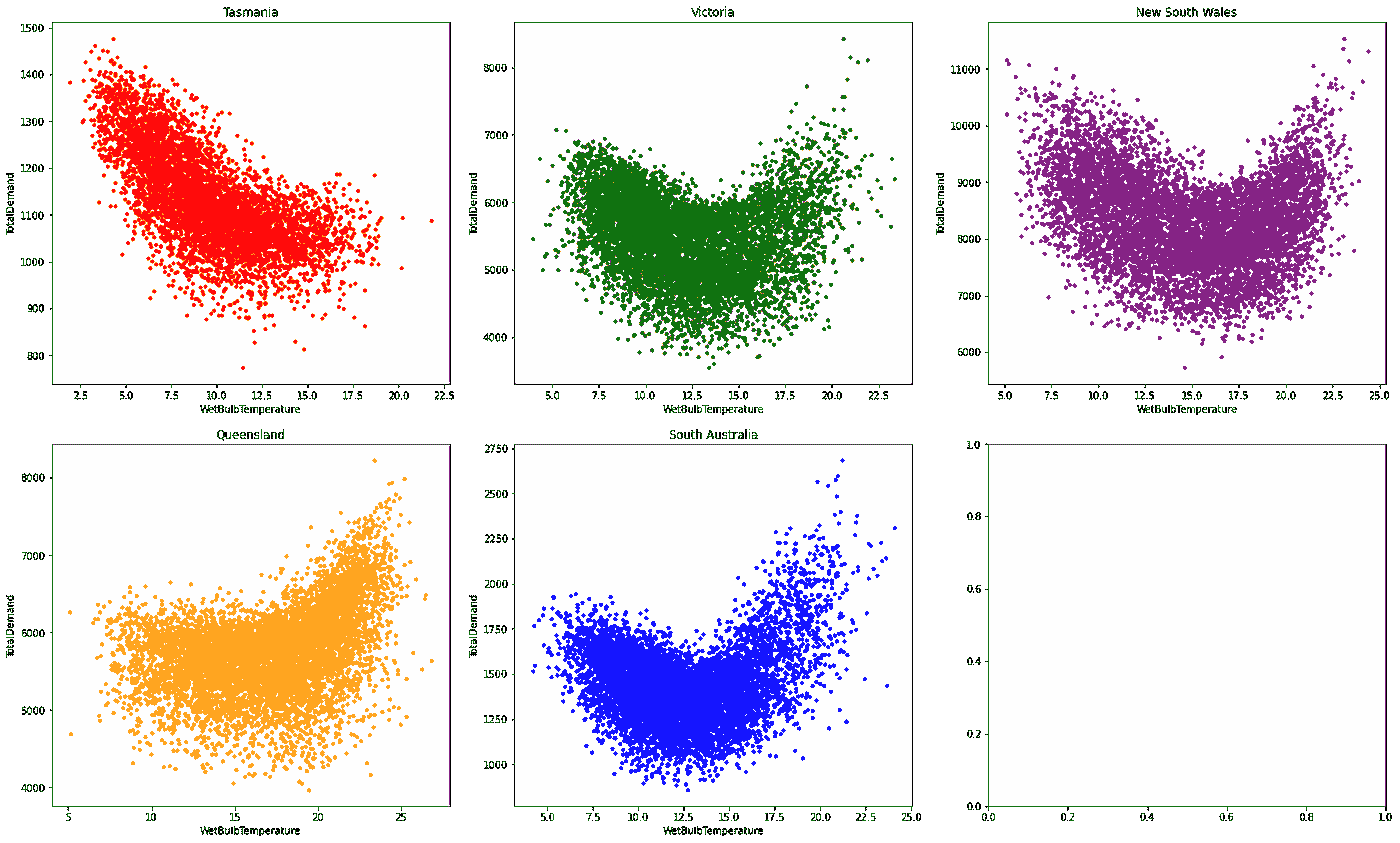 Tasmania
1500
1400
1300
1200
1100
1000
900
800
TotalDemand
2.5 5.0 7.5 10.0 12.5 15.0 17.5 20.0 22.5
WetBulbTemperature
Victoria
8000
7000
6000
5000
4000
TotalDemand
5.0 7.5 10.0 12.5 15.0 17.5 20.0 22.5
WetBulbTemperature
New South Wales
11000
10000
9000
8000
7000
6000
TotalDemand
5.0 7.5 10.0 12.5 15.0 17.5 20.0 22.5 25.0
WetBulbTemperature
Queensland
8000
7000
6000
5000
4000
TotalDemand
5 10 15 20 25
WetBulbTemperature
South Australia
2750
2500
2250
2000
1750
1500
1250
1000
TotalDemand
5.0 7.5 10.0 12.5 15.0 17.5 20.0 22.5 25.0
WetBulbTemperature
1.0
0.8
0.6
0.4
0.2
0.0
0.0 0.2 0.4 0.6 0.8 1.0